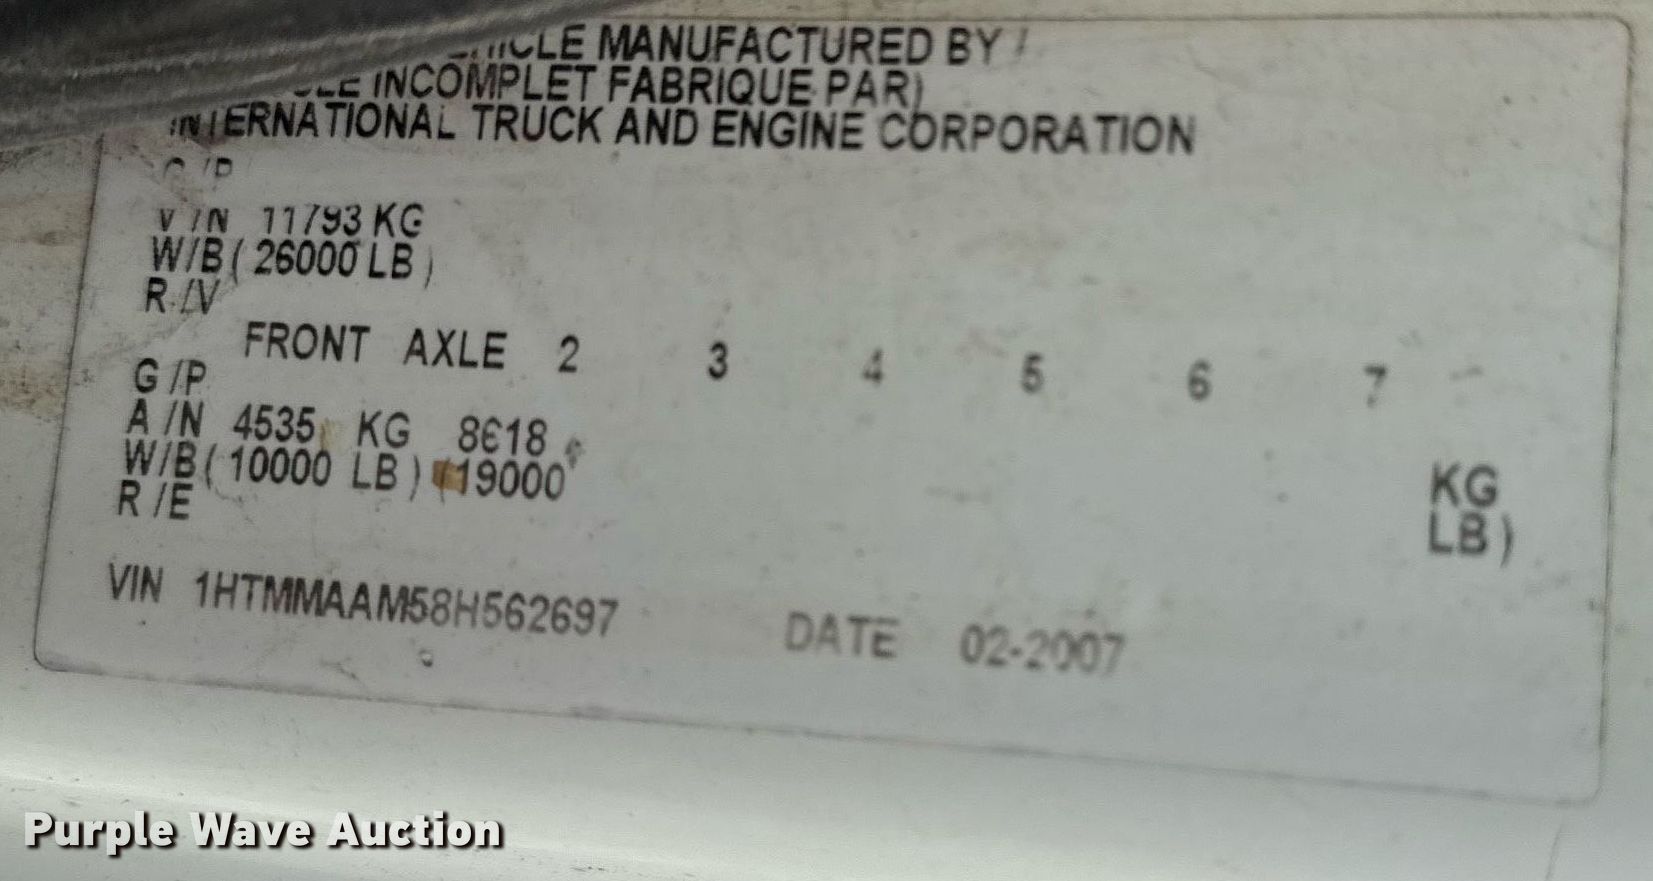 VEHICLE MANUFACTURED BY /
INCOMPLET FABRIQUE PAR)
INTERNATIONAL TRUCK AND ENGINE CORPORATION
G /P
V /N 11793 KG
W/B ( 26000 LB )
R /V
FRONT AXLE 2 3 4 5 6 7
G /P
A /N 4535 KG 8618
W/B ( 10000 LB ) (19000
KG
LB )
R /E
VIN 1HTMMAAM58H562697 DATE 02-2007
Purple Wave Auction